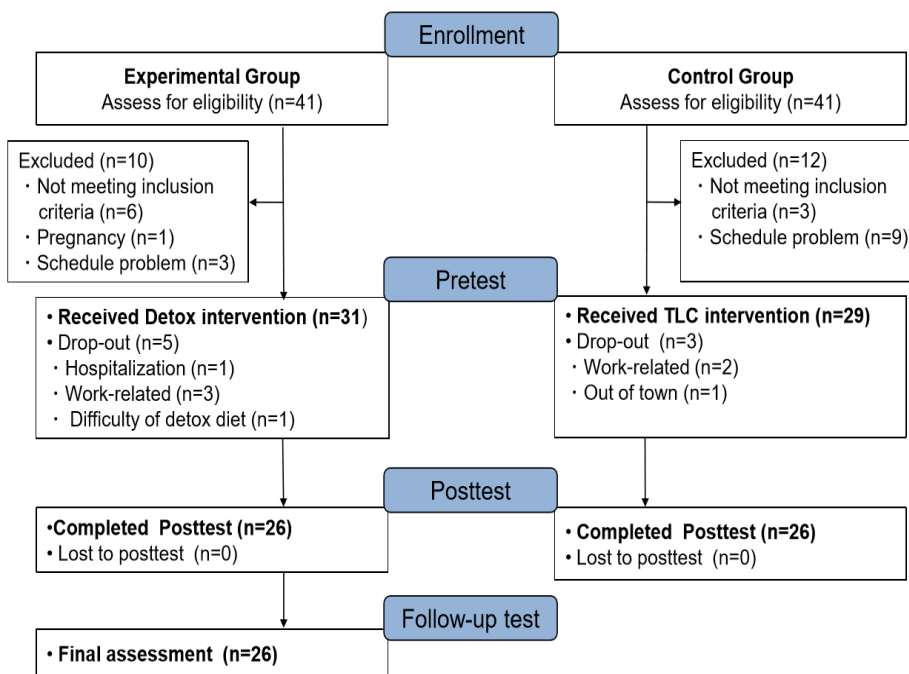 Enrollment
Experimental Group
Assess for eligibility (n=41)
Control Group
Assess for eligibility (n=41)
Excluded (n=10)
· Not meeting inclusion
criteria (n=6)
· Pregnancy (n=1)
· Schedule problem (n=3)
Excluded (n=12)
· Not meeting inclusion
criteria (n=3)
· Schedule problem (n=9)
Pretest
• Received Detox intervention (n=31)
• Drop-out (n=5)
· Hospitalization (n=1)
· Work-related (n=3)
· Difficulty of detox diet (n=1)
• Received TLC intervention (n=29)
• Drop-out (n=3)
· Work-related (n=2)
· Out of town (n=1)
Posttest
•Completed Posttest (n=26)
• Lost to posttest (n=0)
• Completed Posttest (n=26)
• Lost to posttest (n=0)
Follow-up test
• Final assessment (n=26)